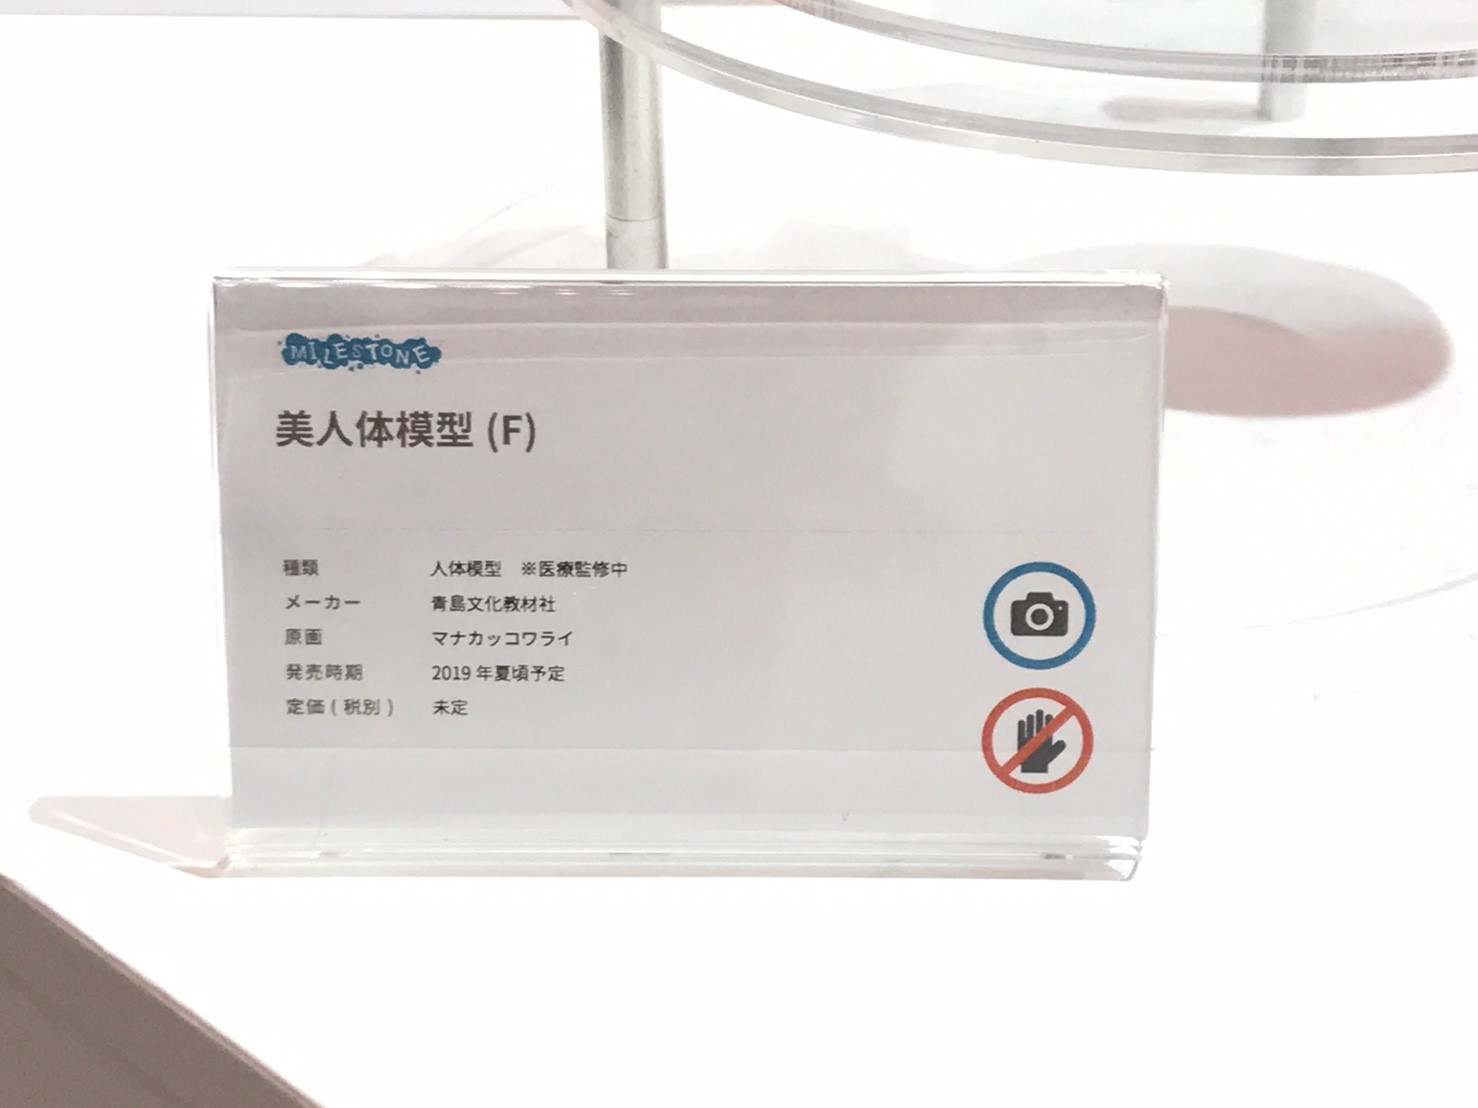 MILESTONE
美人体模型 (F)
種類 人体模型 ※医療監修中
メーカー 青島文化教材社
原画 マナカッコワライ
発売時期 2019 年夏頃予定
定価 ( 税別 ) 未定